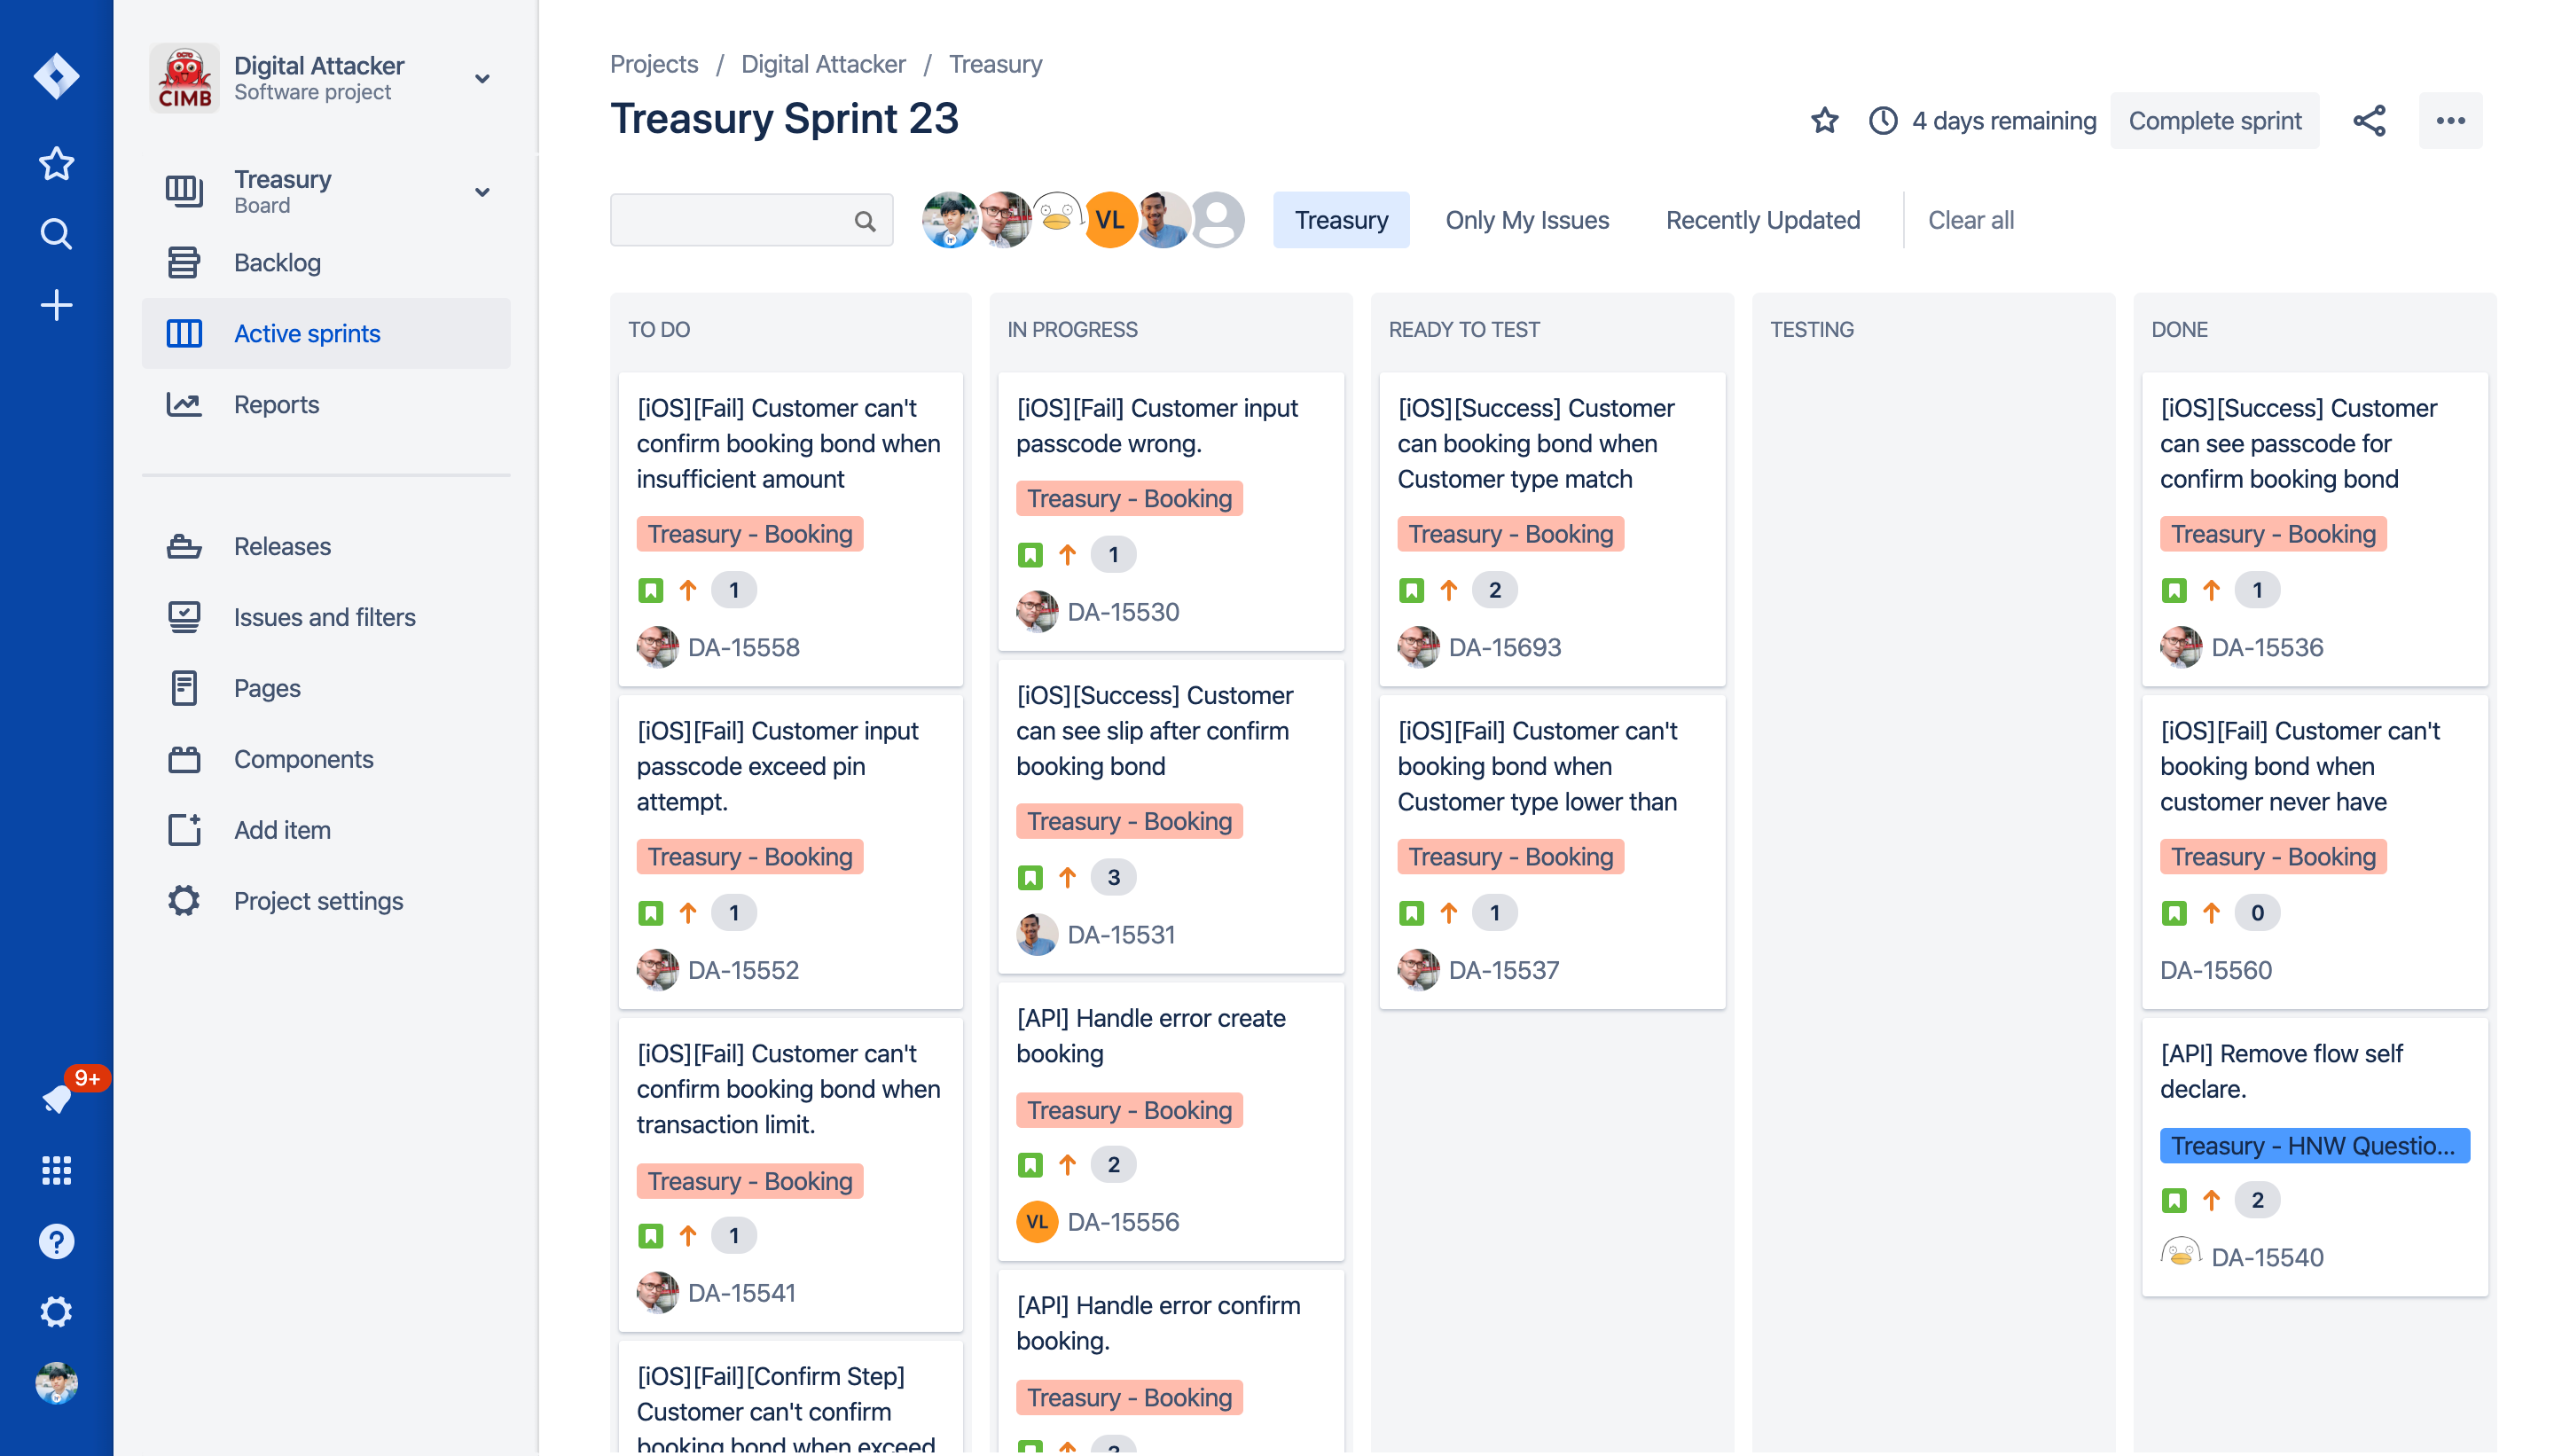 CIMB
Digital Attacker
Software project
Treasury
Board
Backlog
Active sprints
Reports
Releases
Issues and filters
Pages
Components
Add item
Project settings
9+
Projects / Digital Attacker / Treasury
Treasury Sprint 23
4 days remaining
Complete sprint
VL
Treasury
Only My Issues
Recently Updated
Clear all
TO DO
[iOS][Fail] Customer can't
confirm booking bond when
insufficient amount
Treasury - Booking
1
DA-15558
[iOS][Fail] Customer input
passcode exceed pin
attempt.
Treasury - Booking
1
DA-15552
[iOS][Fail] Customer can't
confirm booking bond when
transaction limit.
Treasury - Booking
1
DA-15541
[iOS][Fail][Confirm Step]
Customer can't confirm
booking bond when exceed
IN PROGRESS
[iOS][Fail] Customer input
passcode wrong.
Treasury - Booking
1
DA-15530
[iOS][Success] Customer
can see slip after confirm
booking bond
Treasury - Booking
3
DA-15531
[API] Handle error create
booking
Treasury - Booking
2
VL
DA-15556
[API] Handle error confirm
booking.
Treasury - Booking
READY TO TEST
[iOS][Success] Customer
can booking bond when
Customer type match
Treasury - Booking
2
DA-15693
[iOS][Fail] Customer can't
booking bond when
Customer type lower than
Treasury - Booking
1
DA-15537
TESTING
DONE
[iOS][Success] Customer
can see passcode for
confirm booking bond
Treasury - Booking
1
DA-15536
[iOS][Fail] Customer can't
booking bond when
customer never have
Treasury - Booking
0
DA-15560
[API] Remove flow self
declare.
Treasury - HNW Questio...
2
DA-15540